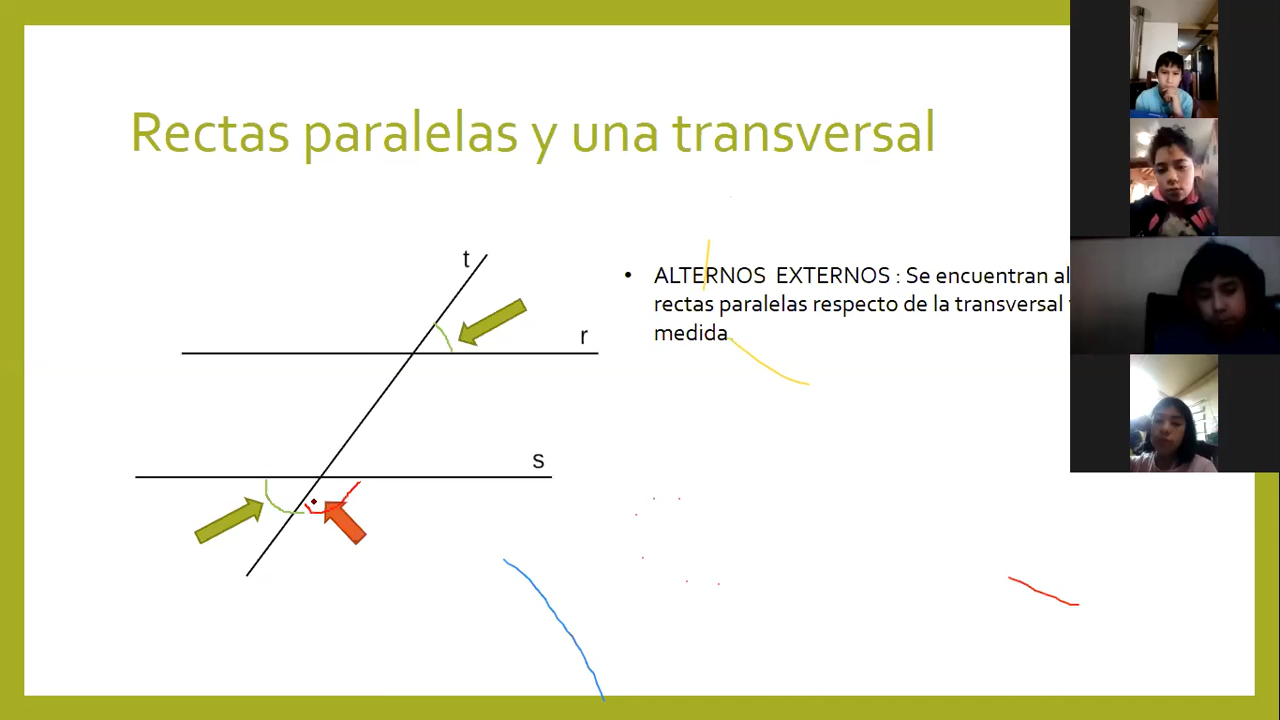 Rectas paralelas y una transversal
t
• ALTERNOS EXTERNOS : Se encuentran al
rectas paralelas respecto de la transversal
medida
r
s